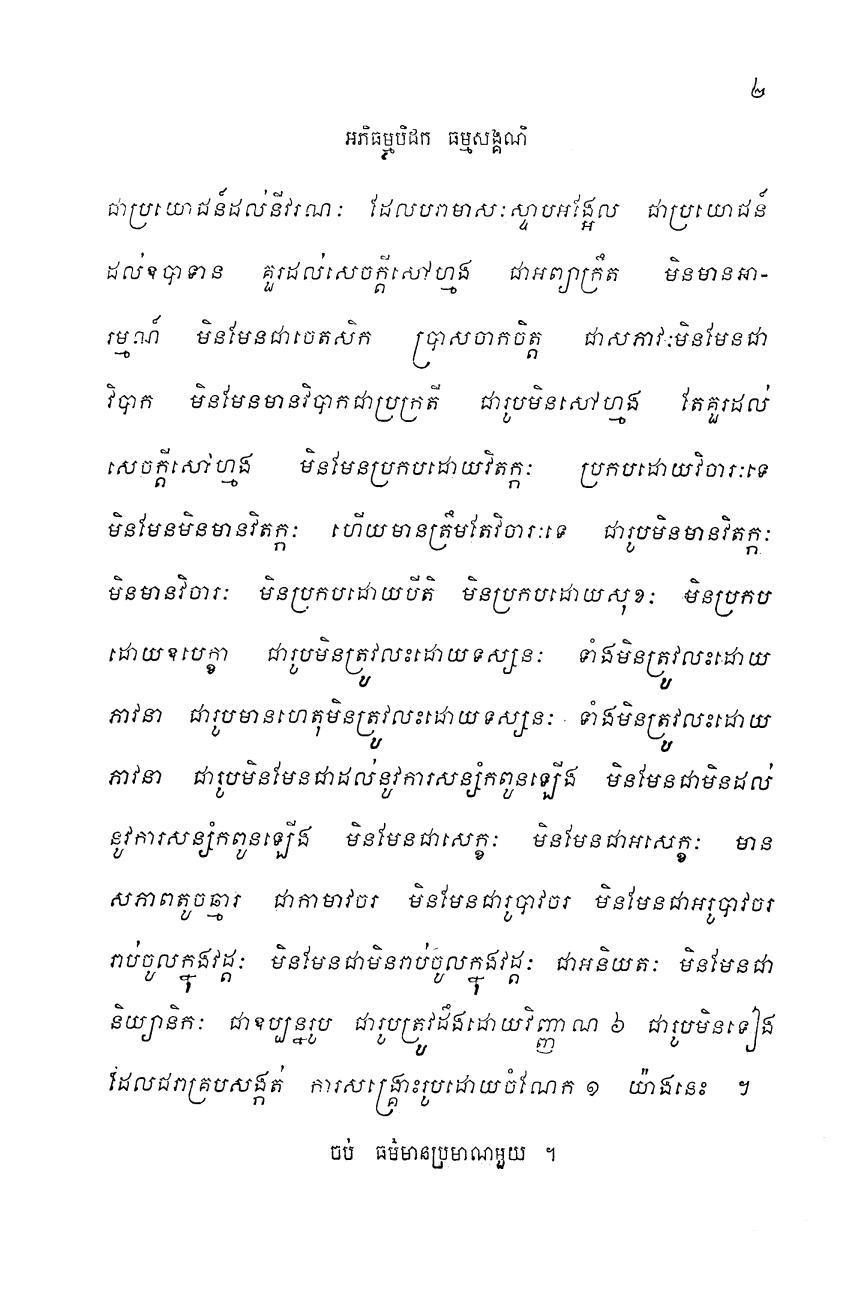 ២
អភិធម្មបិដក ធម្មសង្គណី
ជាប្រយោជន៍ដល់នីវរណៈ ដែលបរាមាសៈស្ទាបអង្អែល ជាប្រយោជន៍
ដល់ឧបាទាន គួរដល់សេចក្តីសៅហ្មង ជាអព្យាក្រឹត មិនមានអា-
រម្មណ៍ មិនមែនជាចេតសិក ប្រាសចាកចិត្ត ជាសភាវៈមិនមែនជា
វិបាក មិនមែនមានវិបាកជាប្រក្រតី ជារូបមិនសៅហ្មង តែគួរដល់
សេចក្តីសៅហ្មង មិនមែនប្រកបដោយវិតក្កៈ ប្រកបដោយវិចារៈទេ
មិនមែនមិនមានវិតក្កៈ ហើយមានត្រឹមតែវិចារៈទេ ជារូបមិនមានវិតក្កៈ
មិនមានវិចារៈ មិនប្រកបដោយបីតិ មិនប្រកបដោយសុខៈ មិនប្រកប
ដោយឧបេក្ខា ជារូបមិនត្រូវលះដោយទស្សនៈ ទាំងមិនត្រូវលះដោយ
ភាវនា ជារូបមានហេតុមិនត្រូវលះដោយទស្សនៈ ទាំងមិនត្រូវលះដោយ
ភាវនា ជារូបមិនមែនជាដល់នូវការសន្សំកពូនឡើង មិនមែនជាមិនដល់
នូវការសន្សំកពូនឡើង មិនមែនជាសេក្ខៈ មិនមែនជាអសេក្ខៈ មាន
សភាពតូចឆ្មារ ជាកាមាវចរ មិនមែនជារូបាវចរ មិនមែនជាអរូបាវចរ
រាប់ចូលក្នុងវដ្តៈ មិនមែនជាមិនរាប់ចូលក្នុងវដ្តៈ ជាអនិយតៈ មិនមែនជា
និយ្យានិកៈ ជាឧប្បន្នរូប ជារូបត្រូវដឹងដោយវិញ្ញាណ ៦ ជារូបមិនទៀង
ដែលជរាគ្របសង្កត់ ការសង្គ្រោះរូបដោយចំណែក ១ យ៉ាងនេះ ។
ចប់ ធម៌មានប្រមាណមួយ ។